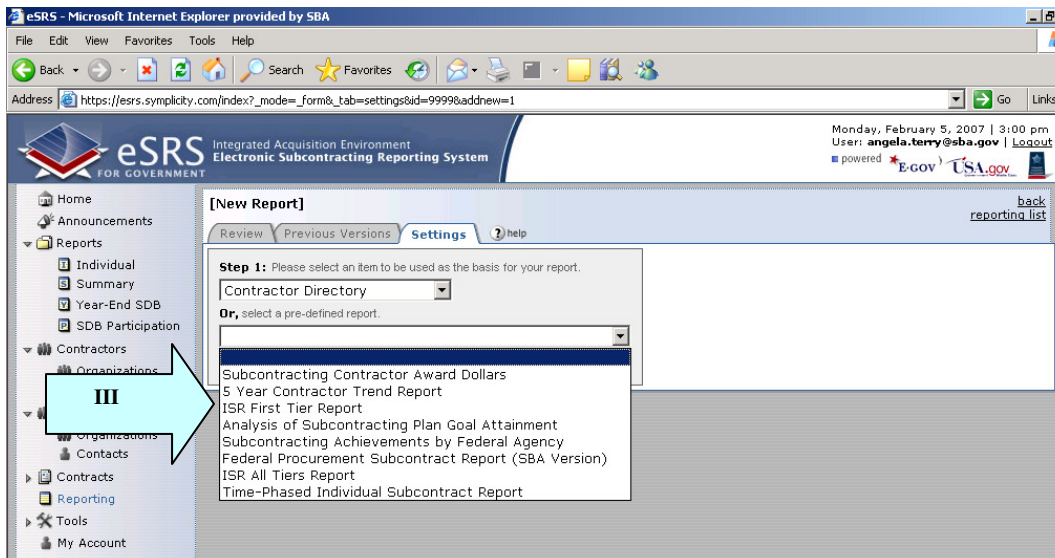 eSRS - Microsoft Internet Explorer provided by SBA
File Edit View Favorites Tools Help
Back Search Favorites
Address https://esrs.symplicity.com/index?_mode=_form&_tab=settings&id=9999&addnew=1 Go Links
eSRS
FOR GOVERNMENT
Integrated Acquisition Environment
Electronic Subcontracting Reporting System
Monday, February 5, 2007 | 3:00 pm
User: angela.terry@sba.gov | Logout
powered E-GOV USA.gov
Home
Announcements
Reports
I Individual
S Summary
Y Year-End SDB
P SDB Participation
Contractors
Organizations
III
Organizations
Contacts
Contracts
Reporting
Tools
My Account
[New Report]
back
reporting list
Review Previous Versions Settings ? help
Step 1: Please select an item to be used as the basis for your report.
Contractor Directory
Or, select a pre-defined report.
Subcontracting Contractor Award Dollars
5 Year Contractor Trend Report
ISR First Tier Report
Analysis of Subcontracting Plan Goal Attainment
Subcontracting Achievements by Federal Agency
Federal Procurement Subcontract Report (SBA Version)
ISR All Tiers Report
Time-Phased Individual Subcontract Report